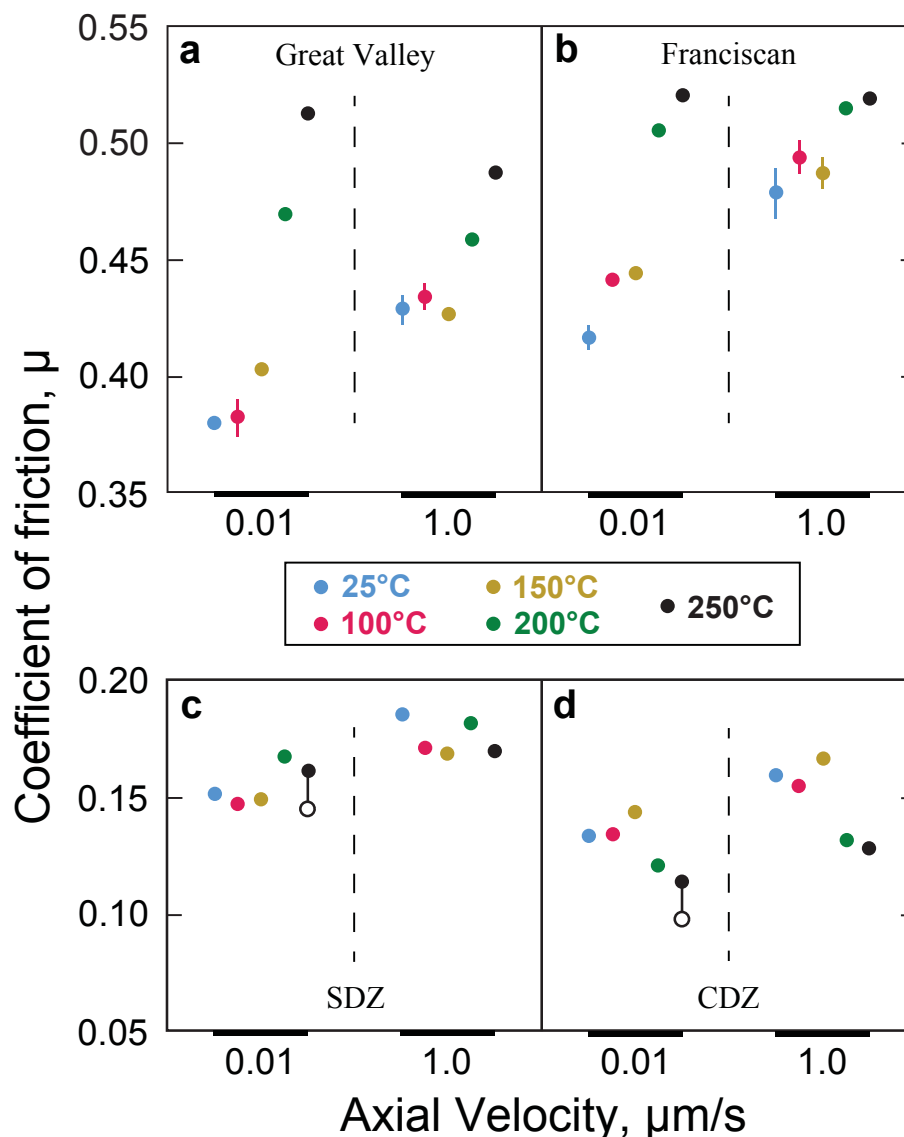 a
Great Valley
b
Franciscan
0.55
0.50
0.45
0.40
0.35
0.01
1.0
0.01
1.0
Coefficient of friction, µ
25°C
150°C
250°C
100°C
200°C
c
d
0.20
0.15
0.10
0.05
SDZ
CDZ
0.01
1.0
0.01
1.0
Axial Velocity, µm/s